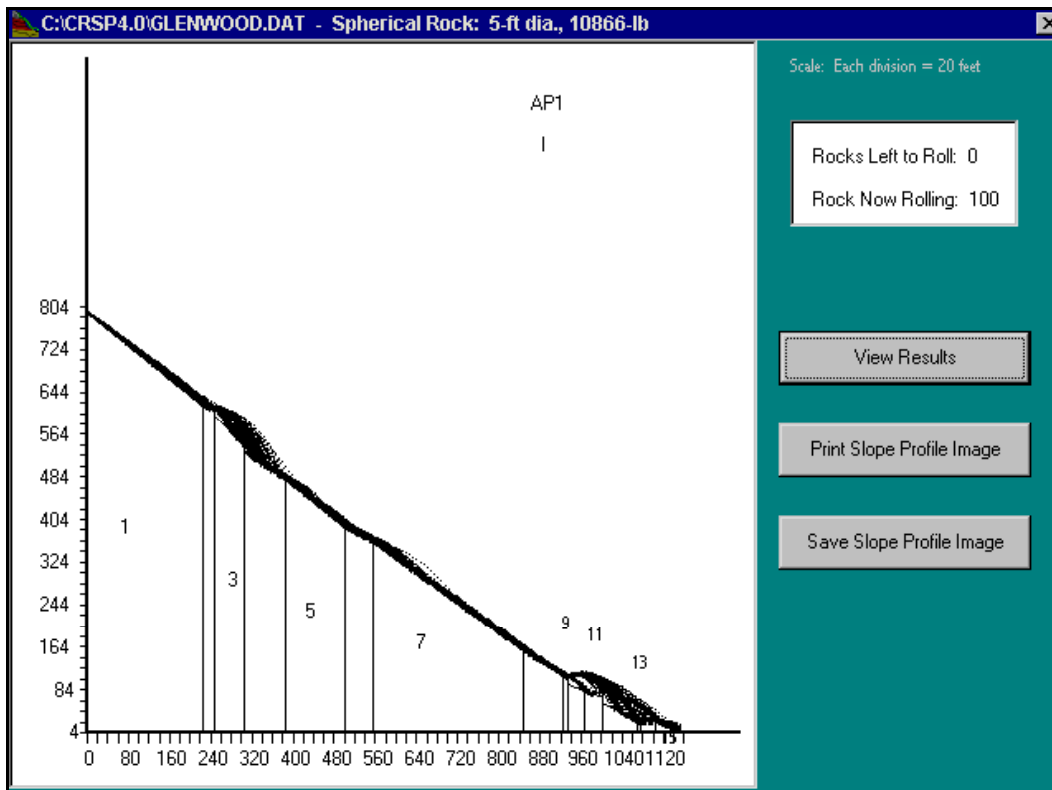 C:\CRSP4.0\GLENWOOD.DAT - Spherical Rock: 5-ft dia., 10866-lb
Scale: Each division = 20 feet
AP1
I
Rocks Left to Roll: 0
Rock Now Rolling: 100
View Results
Print Slope Profile Image
Save Slope Profile Image
804
724
644
564
484
404
324
244
164
84
4
1
3
5
7
9
11
13
15
0 80 160 240 320 400 480 560 640 720 800 880 960 1040 1120